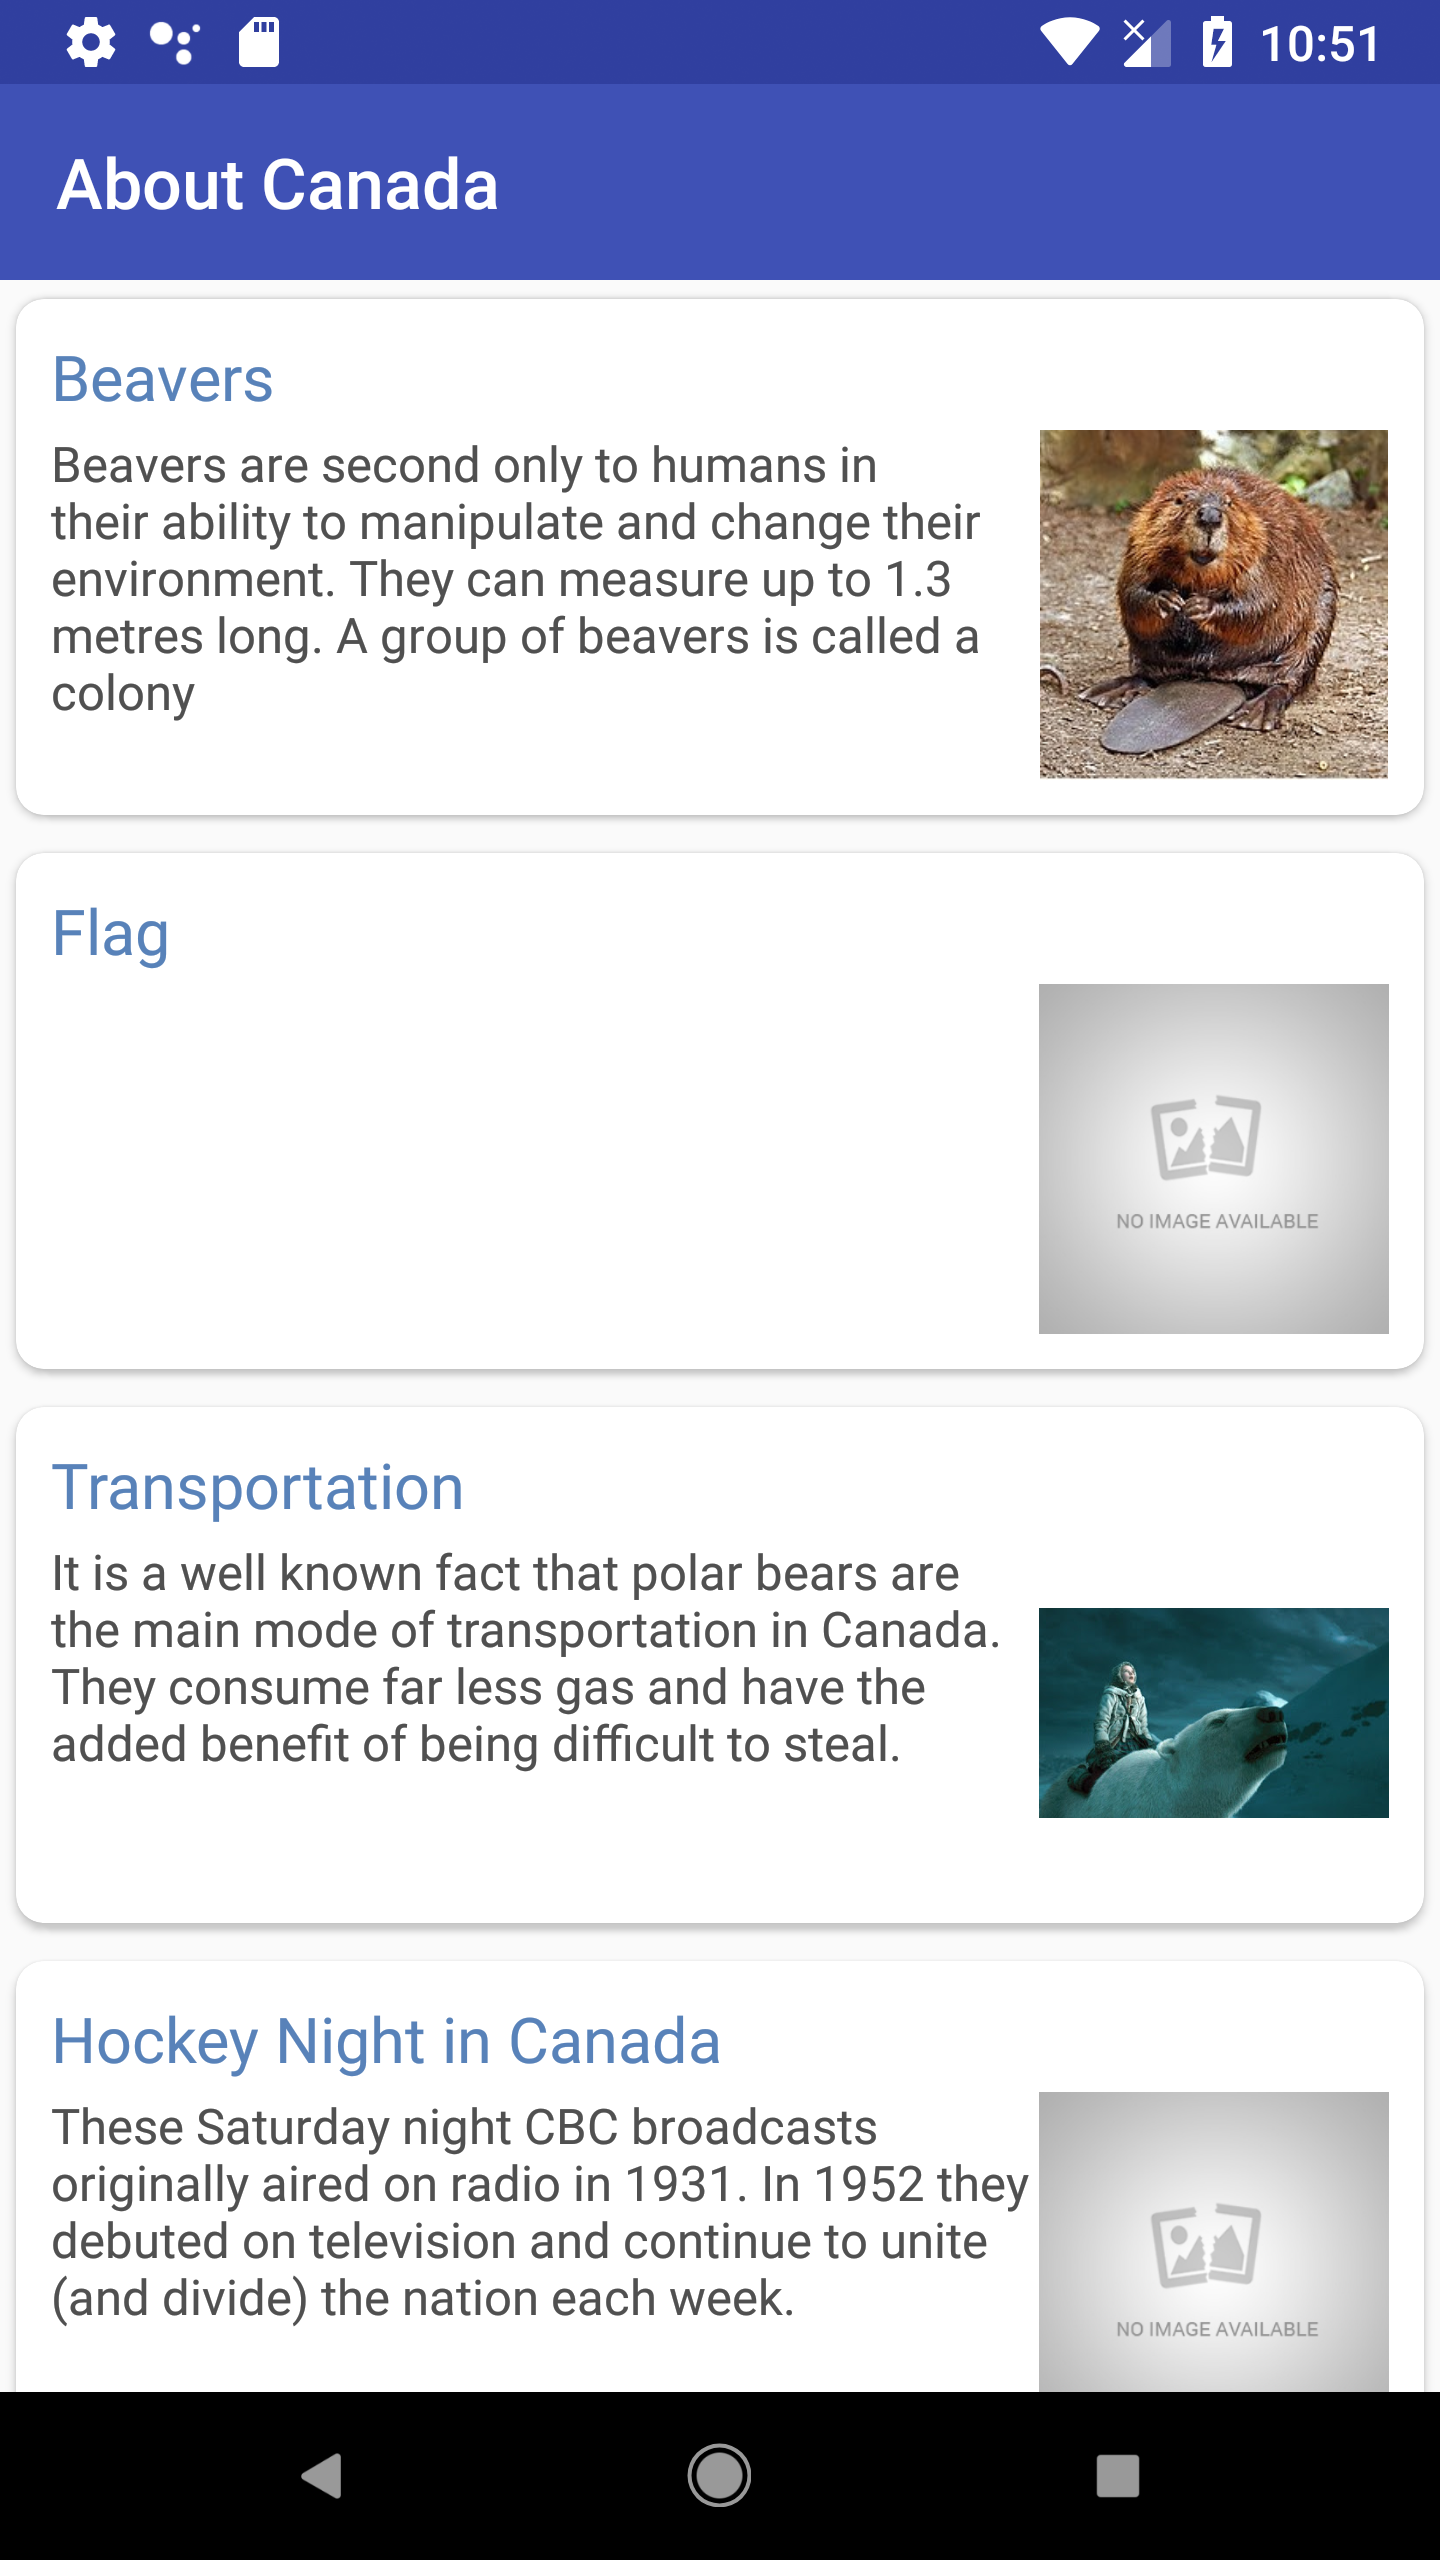 10:51
About Canada
Beavers
Beavers are second only to humans in
their ability to manipulate and change their
environment. They can measure up to 1.3
metres long. A group of beavers is called a
colony
Flag
NO IMAGE AVAILABLE
Transportation
It is a well known fact that polar bears are
the main mode of transportation in Canada.
They consume far less gas and have the
added benefit of being difficult to steal.
Hockey Night in Canada
These Saturday night CBC broadcasts
originally aired on radio in 1931. In 1952 they
debuted on television and continue to unite
(and divide) the nation each week.
NO IMAGE AVAILABLE